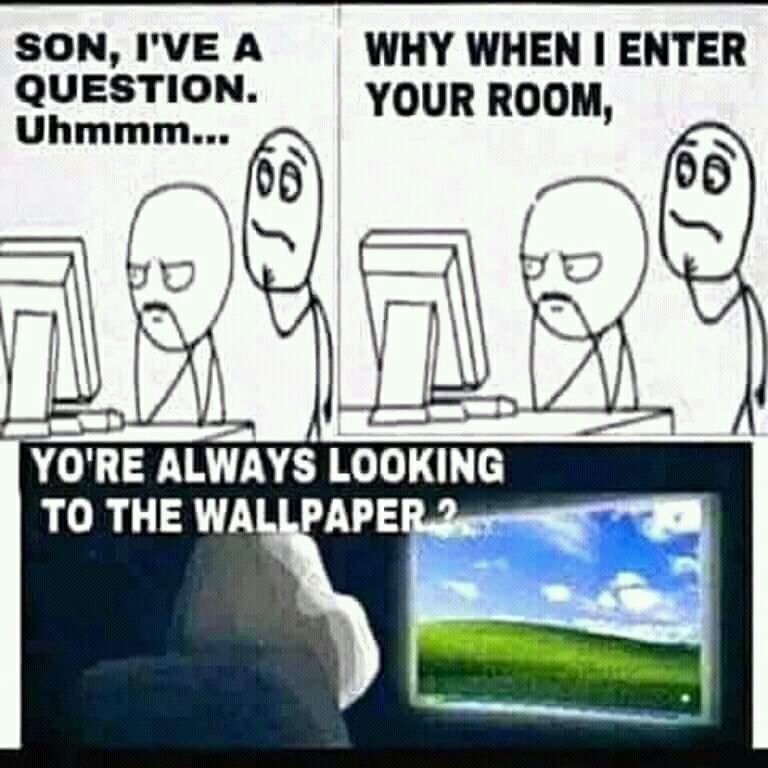 SON, I'VE A
QUESTION.
Uhmmm...
WHY WHEN I ENTER
YOUR ROOM,
YO'RE ALWAYS LOOKING
TO THE WALLPAPER ?